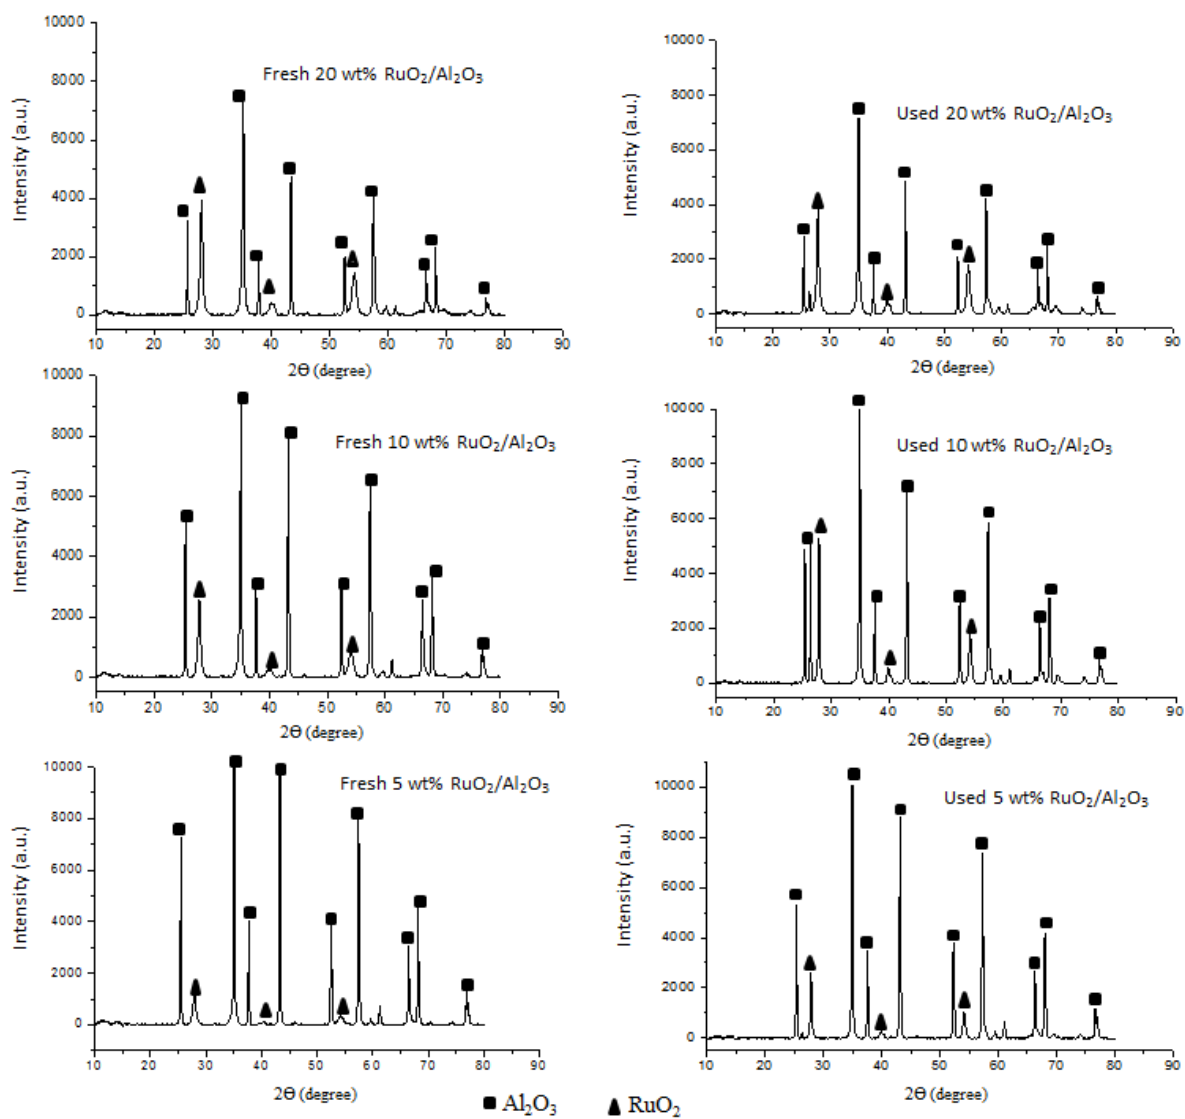 Fresh 20 wt% RuO₂/Al₂O₃
Intensity (a.u.)
10000
8000
6000
4000
2000
0
10 20 30 40 50 60 70 80 90
2Ɵ (degree)
Used 20 wt% RuO₂/Al₂O₃
Intensity (a.u.)
10000
8000
6000
4000
2000
0
10 20 30 40 50 60 70 80 90
2Ɵ (degree)
Fresh 10 wt% RuO₂/Al₂O₃
Intensity (a.u.)
10000
8000
6000
4000
2000
0
10 20 30 40 50 60 70 80 90
2Ɵ (degree)
Used 10 wt% RuO₂/Al₂O₃
Intensity (a.u.)
10000
8000
6000
4000
2000
0
10 20 30 40 50 60 70 80 90
2Ɵ (degree)
Fresh 5 wt% RuO₂/Al₂O₃
Intensity (a.u.)
10000
8000
6000
4000
2000
0
10 20 30 40 50 60 70 80 90
2Ɵ (degree)
Used 5 wt% RuO₂/Al₂O₃
Intensity (a.u.)
10000
8000
6000
4000
2000
0
10 20 30 40 50 60 70 80 90
2Ɵ (degree)
Al₂O₃ RuO₂